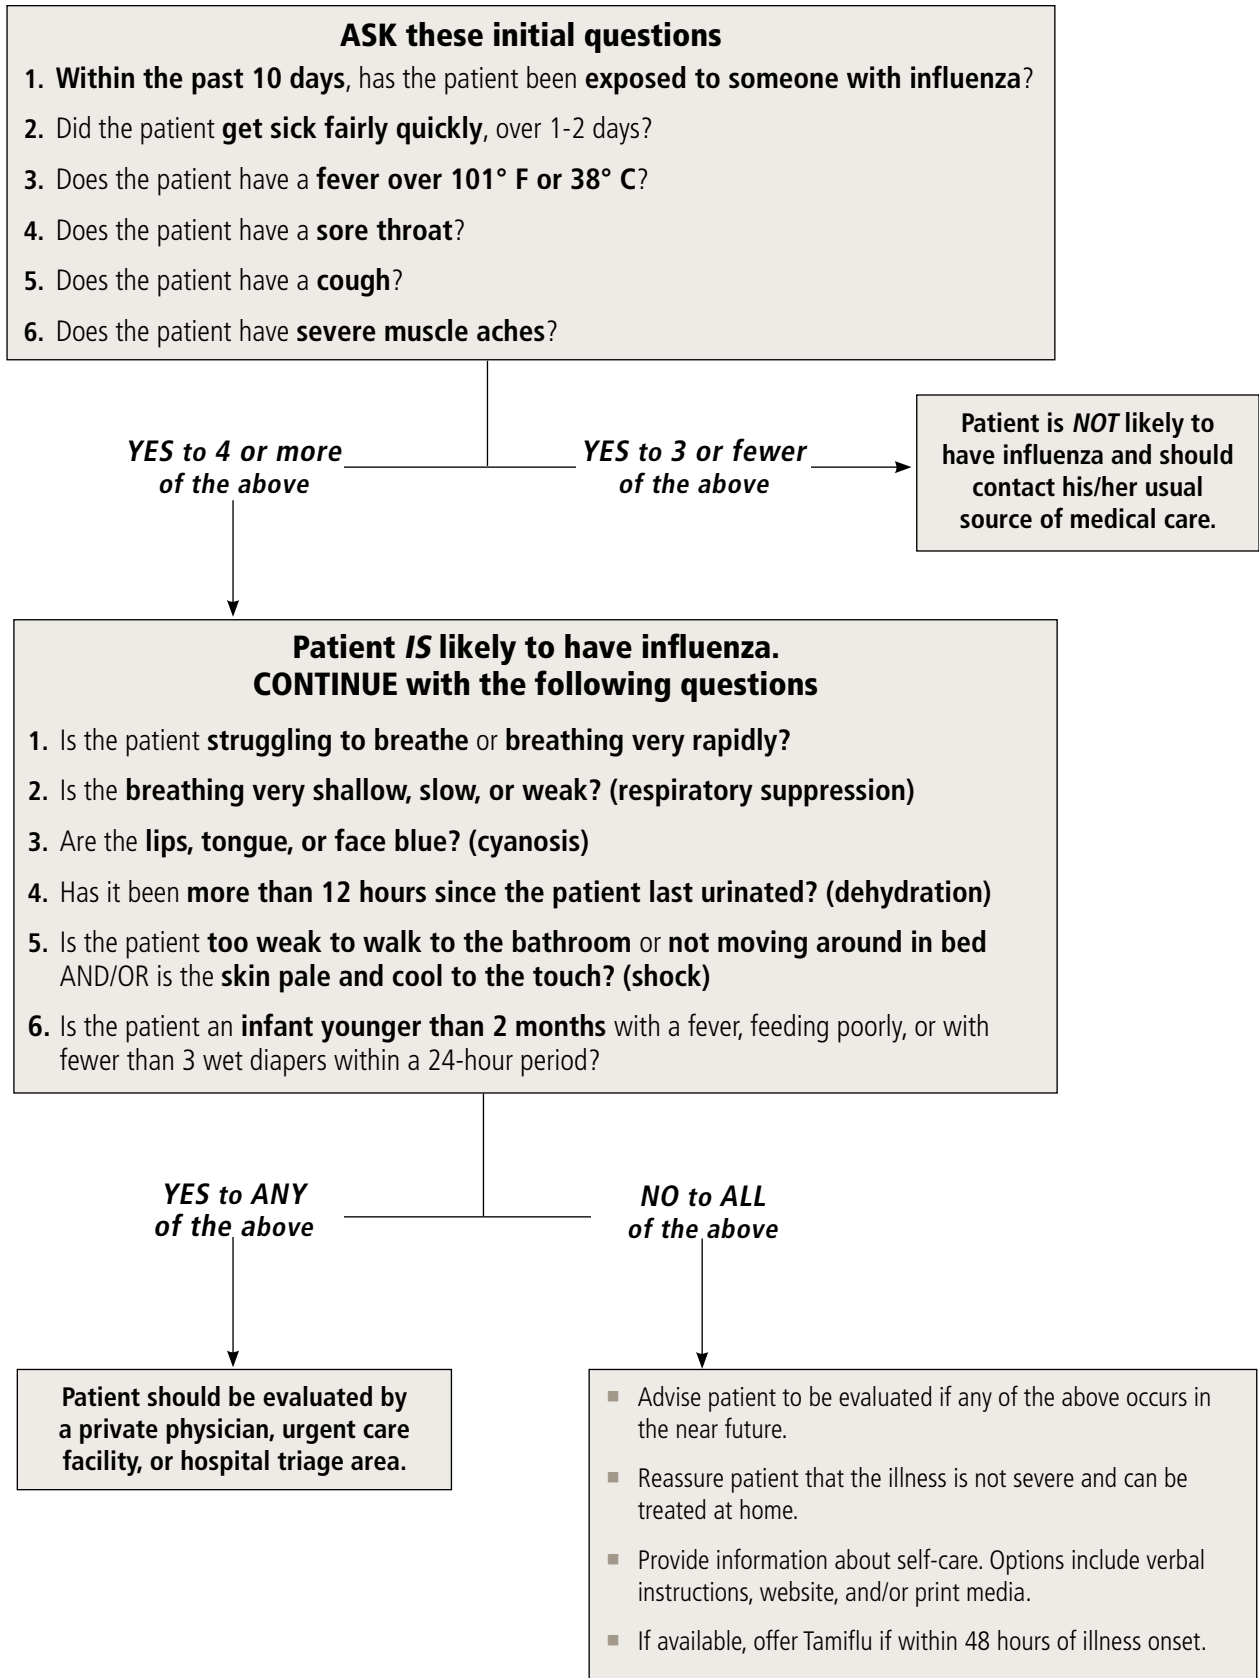 ASK these initial questions
1. Within the past 10 days, has the patient been exposed to someone with influenza?
2. Did the patient get sick fairly quickly, over 1-2 days?
3. Does the patient have a fever over 101° F or 38° C?
4. Does the patient have a sore throat?
5. Does the patient have a cough?
6. Does the patient have severe muscle aches?
YES to 4 or more
of the above
YES to 3 or fewer
of the above
Patient is NOT likely to
have influenza and should
contact his/her usual
source of medical care.
Patient IS likely to have influenza.
CONTINUE with the following questions
1. Is the patient struggling to breathe or breathing very rapidly?
2. Is the breathing very shallow, slow, or weak? (respiratory suppression)
3. Are the lips, tongue, or face blue? (cyanosis)
4. Has it been more than 12 hours since the patient last urinated? (dehydration)
5. Is the patient too weak to walk to the bathroom or not moving around in bed
AND/OR is the skin pale and cool to the touch? (shock)
6. Is the patient an infant younger than 2 months with a fever, feeding poorly, or with
fewer than 3 wet diapers within a 24-hour period?
YES to ANY
of the above
NO to ALL
of the above
Patient should be evaluated by
a private physician, urgent care
facility, or hospital triage area.
■ Advise patient to be evaluated if any of the above occurs in
the near future.
■ Reassure patient that the illness is not severe and can be
treated at home.
■ Provide information about self-care. Options include verbal
instructions, website, and/or print media.
■ If available, offer Tamiflu if within 48 hours of illness onset.